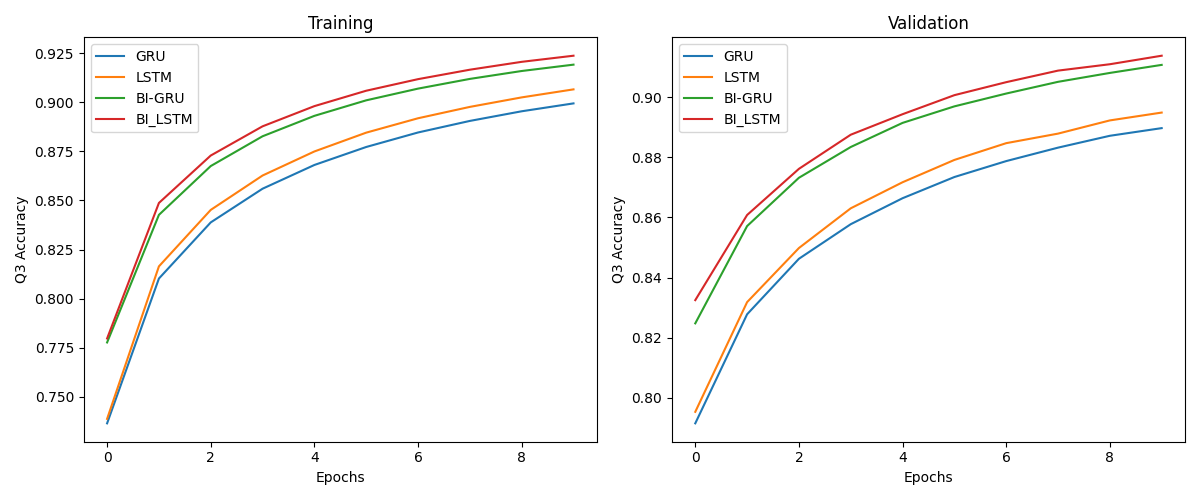 Training
Q3 Accuracy
0.925
0.900
0.875
0.850
0.825
0.800
0.775
0.750
GRU
LSTM
BI-GRU
BI_LSTM
0 2 4 6 8
Epochs
Validation
Q3 Accuracy
0.90
0.88
0.86
0.84
0.82
0.80
GRU
LSTM
BI-GRU
BI_LSTM
0 2 4 6 8
Epochs